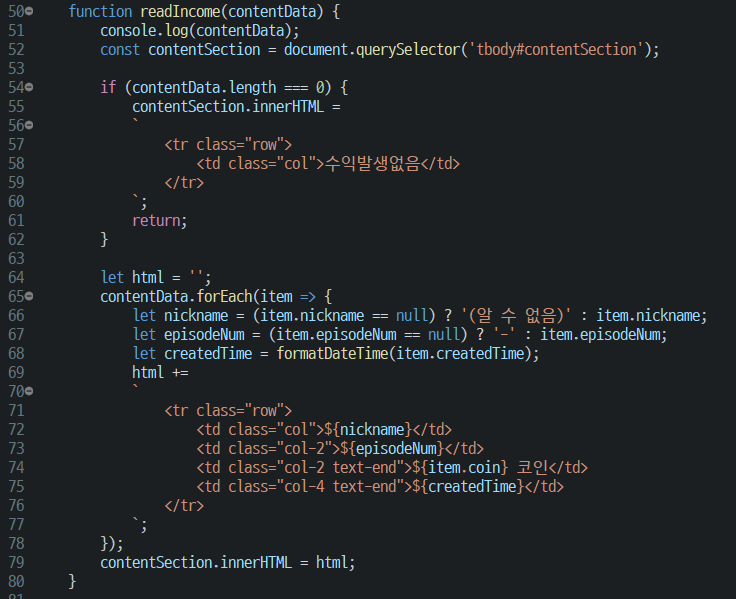 50 function readIncome(contentData) {
51 console.log(contentData);
52 const contentSection = document.querySelector('tbody#contentSection');
53
54 if (contentData.length === 0) {
55 contentSection.innerHTML =
56 `
57 <tr class="row">
58 <td class="col">수익발생없음</td>
59 </tr>
60 `;
61 return;
62 }
63
64 let html = '';
65 contentData.forEach(item => {
66 let nickname = (item.nickname == null) ? '(알 수 없음)' : item.nickname;
67 let episodeNum = (item.episodeNum == null) ? '-' : item.episodeNum;
68 let createdTime = formatDateTime(item.createdTime);
69 html +=
70 `
71 <tr class="row">
72 <td class="col">${nickname}</td>
73 <td class="col-2">${episodeNum}</td>
74 <td class="col-2 text-end">${item.coin} 코인</td>
75 <td class="col-4 text-end">${createdTime}</td>
76 </tr>
77 `;
78 });
79 contentSection.innerHTML = html;
80 }